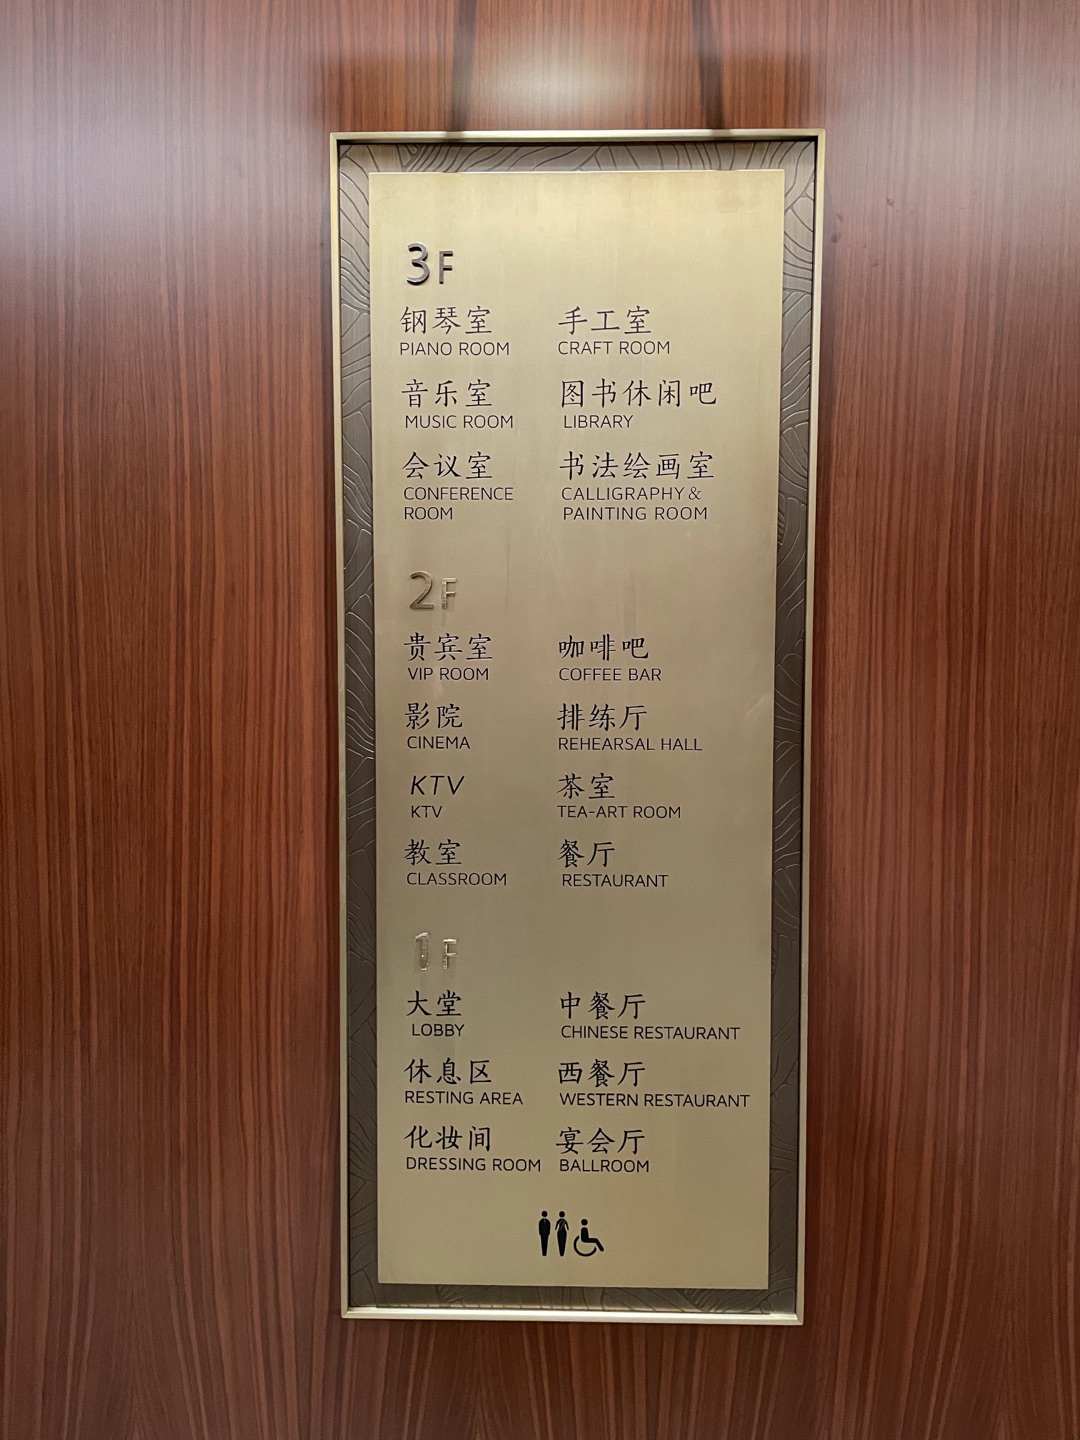 3F
钢琴室
PIANO ROOM
手工室
CRAFT ROOM
音乐室
MUSIC ROOM
图书休闲吧
LIBRARY
会议室
CONFERENCE
ROOM
书法绘画室
CALLIGRAPHY &
PAINTING ROOM
2F
贵宾室
VIP ROOM
咖啡吧
COFFEE BAR
影院
CINEMA
排练厅
REHEARSAL HALL
KTV
KTV
茶室
TEA-ART ROOM
教室
CLASSROOM
餐厅
RESTAURANT
1F
大堂
LOBBY
中餐厅
CHINESE RESTAURANT
休息区
RESTING AREA
西餐厅
WESTERN RESTAURANT
化妆间
DRESSING ROOM
宴会厅
BALLROOM